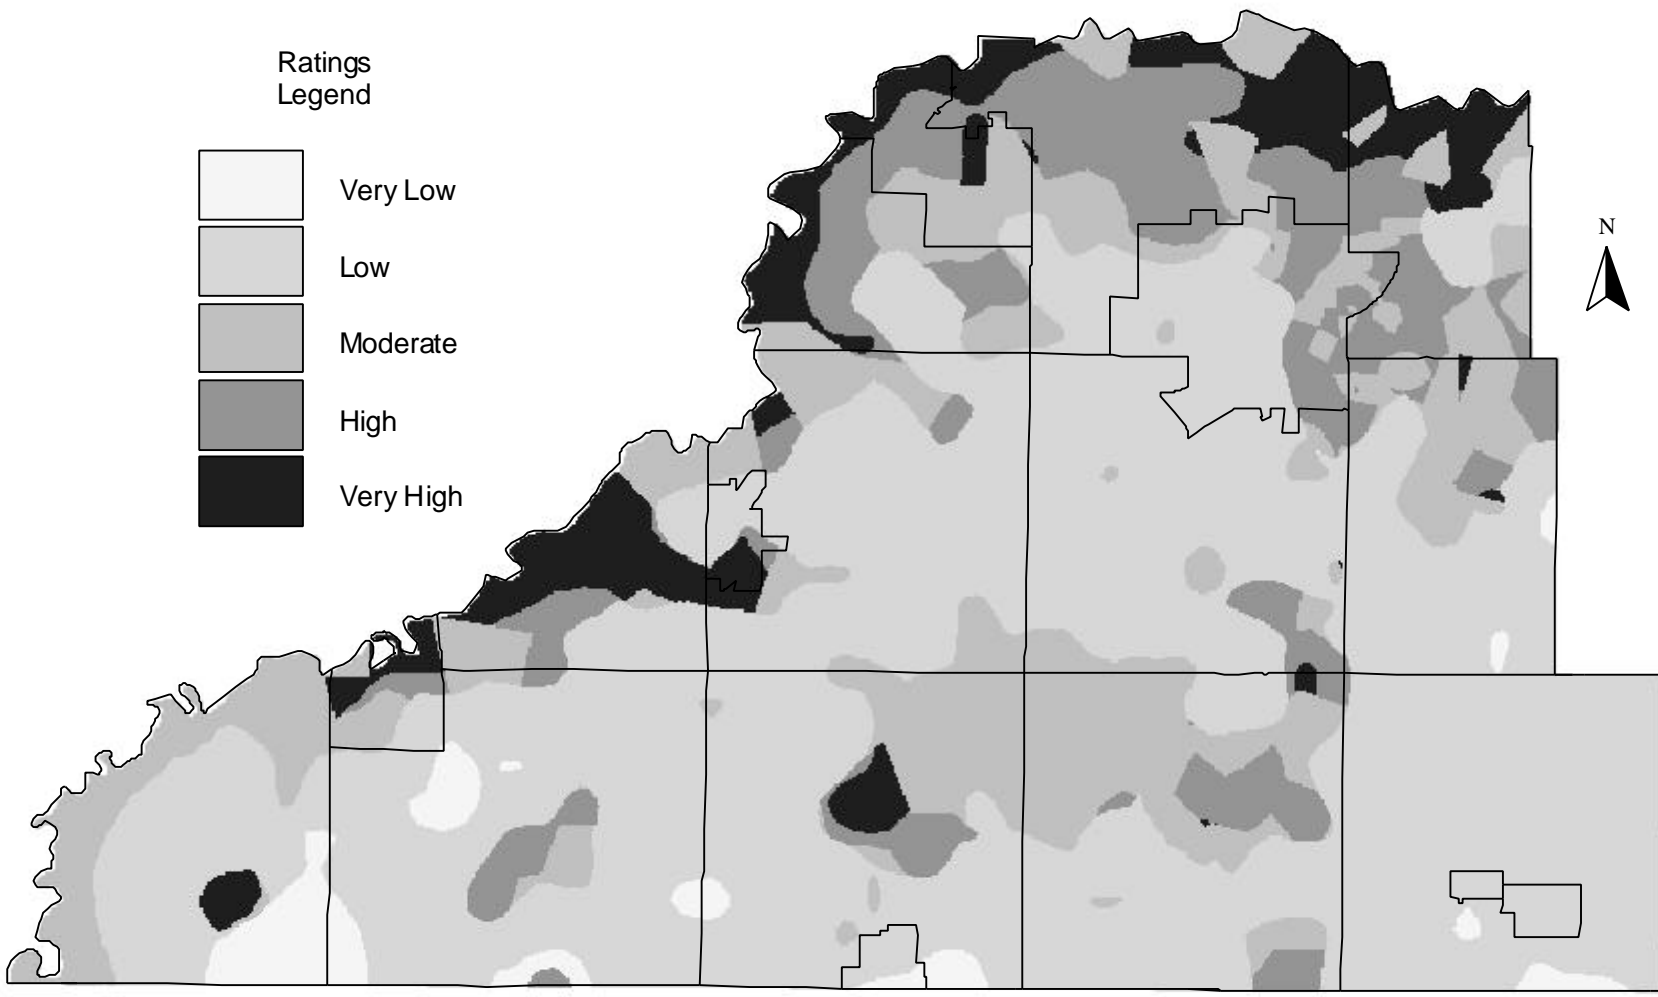 Ratings
Legend
Very Low
Low
Moderate
High
Very High
N